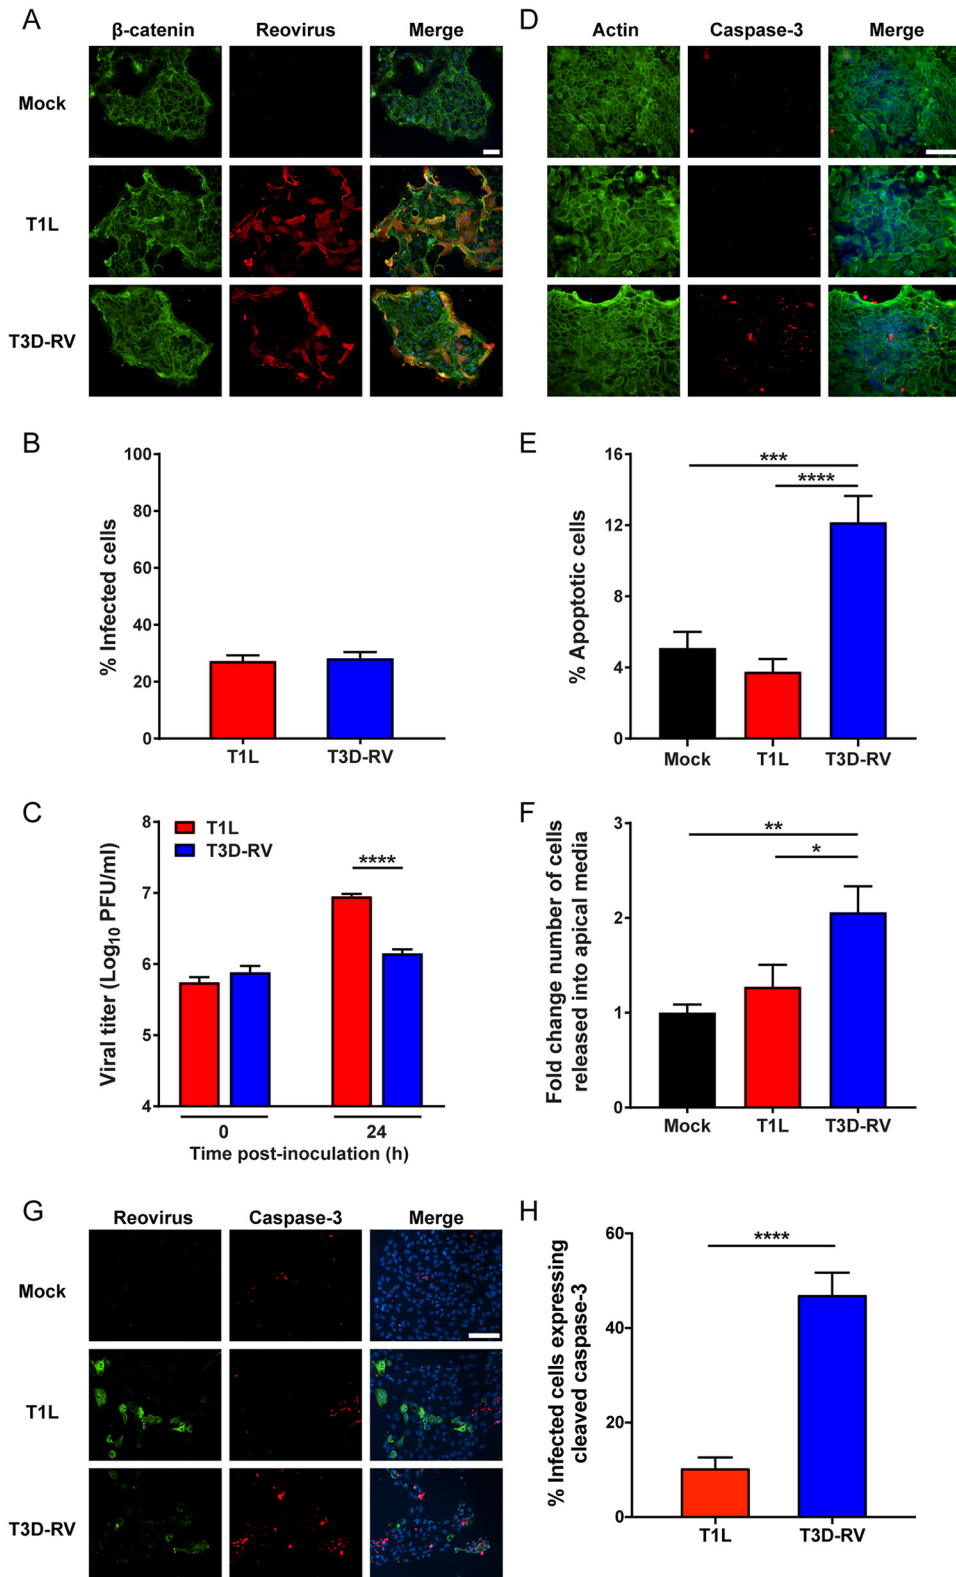 A
β-catenin Reovirus Merge
Mock
T1L
T3D-RV
D
Actin Caspase-3 Merge
B
% Infected cells
100
80
60
40
20
0
T1L T3D-RV
E
% Apoptotic cells
16
12
8
4
0
***
****
Mock T1L T3D-RV
C
Viral titer (Log10 PFU/ml)
8
7
6
5
4
T1L
T3D-RV
****
0 24
Time post-inoculation (h)
F
Fold change number of cells
released into apical media
3
2
1
0
**
*
Mock T1L T3D-RV
G
Reovirus Caspase-3 Merge
Mock
T1L
T3D-RV
H
% Infected cells expressing
cleaved caspase-3
60
40
20
0
****
T1L T3D-RV